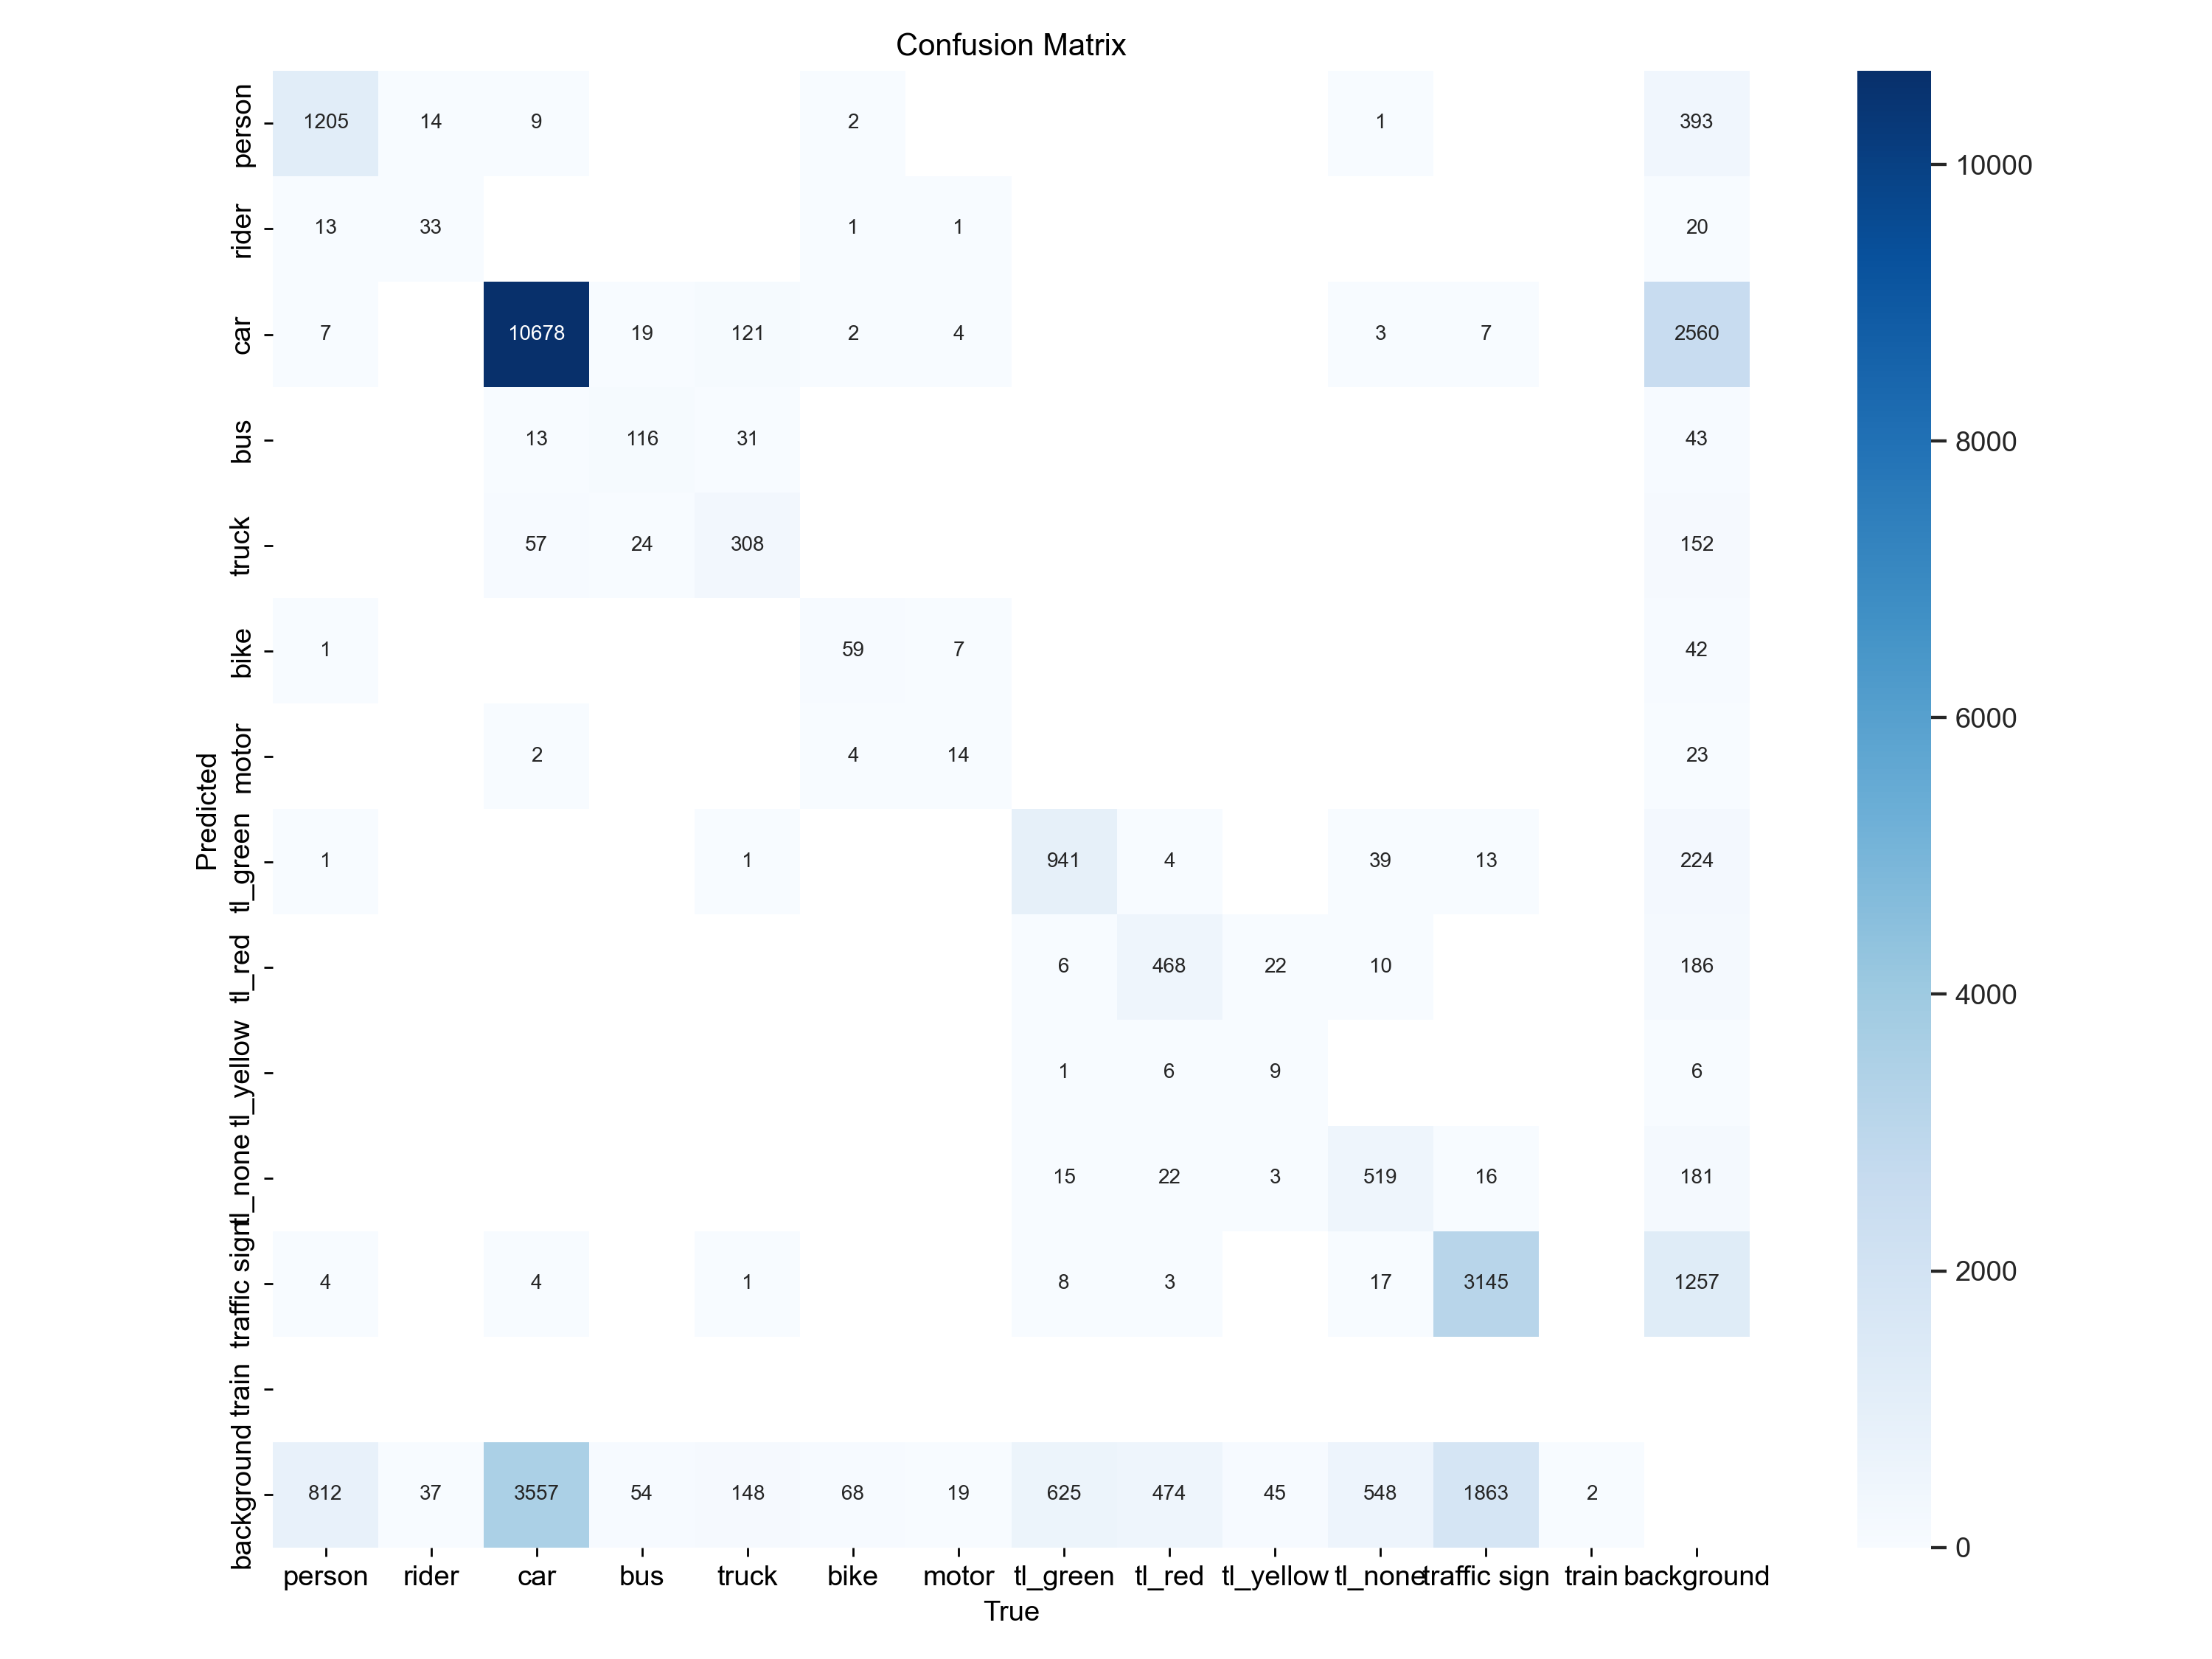 Confusion Matrix
person 1205 14 9 2 1 393
rider 13 33 1 1 20
car 7 10678 19 121 2 4 3 7 2560
bus 13 116 31 43
truck 57 24 308 152
bike 1 59 7 42
motor 2 4 14 23
tl_green 1 1 941 4 39 13 224
tl_red 6 468 22 10 186
tl_yellow 1 6 9 6
tl_none 15 22 3 519 16 181
traffic sign 4 4 1 8 3 17 3145 1257
train
background 812 37 3557 54 148 68 19 625 474 45 548 1863 2
person rider car bus truck bike motor tl_green tl_red tl_yellow tl_none traffic sign train background
True
Predicted
10000
8000
6000
4000
2000
0